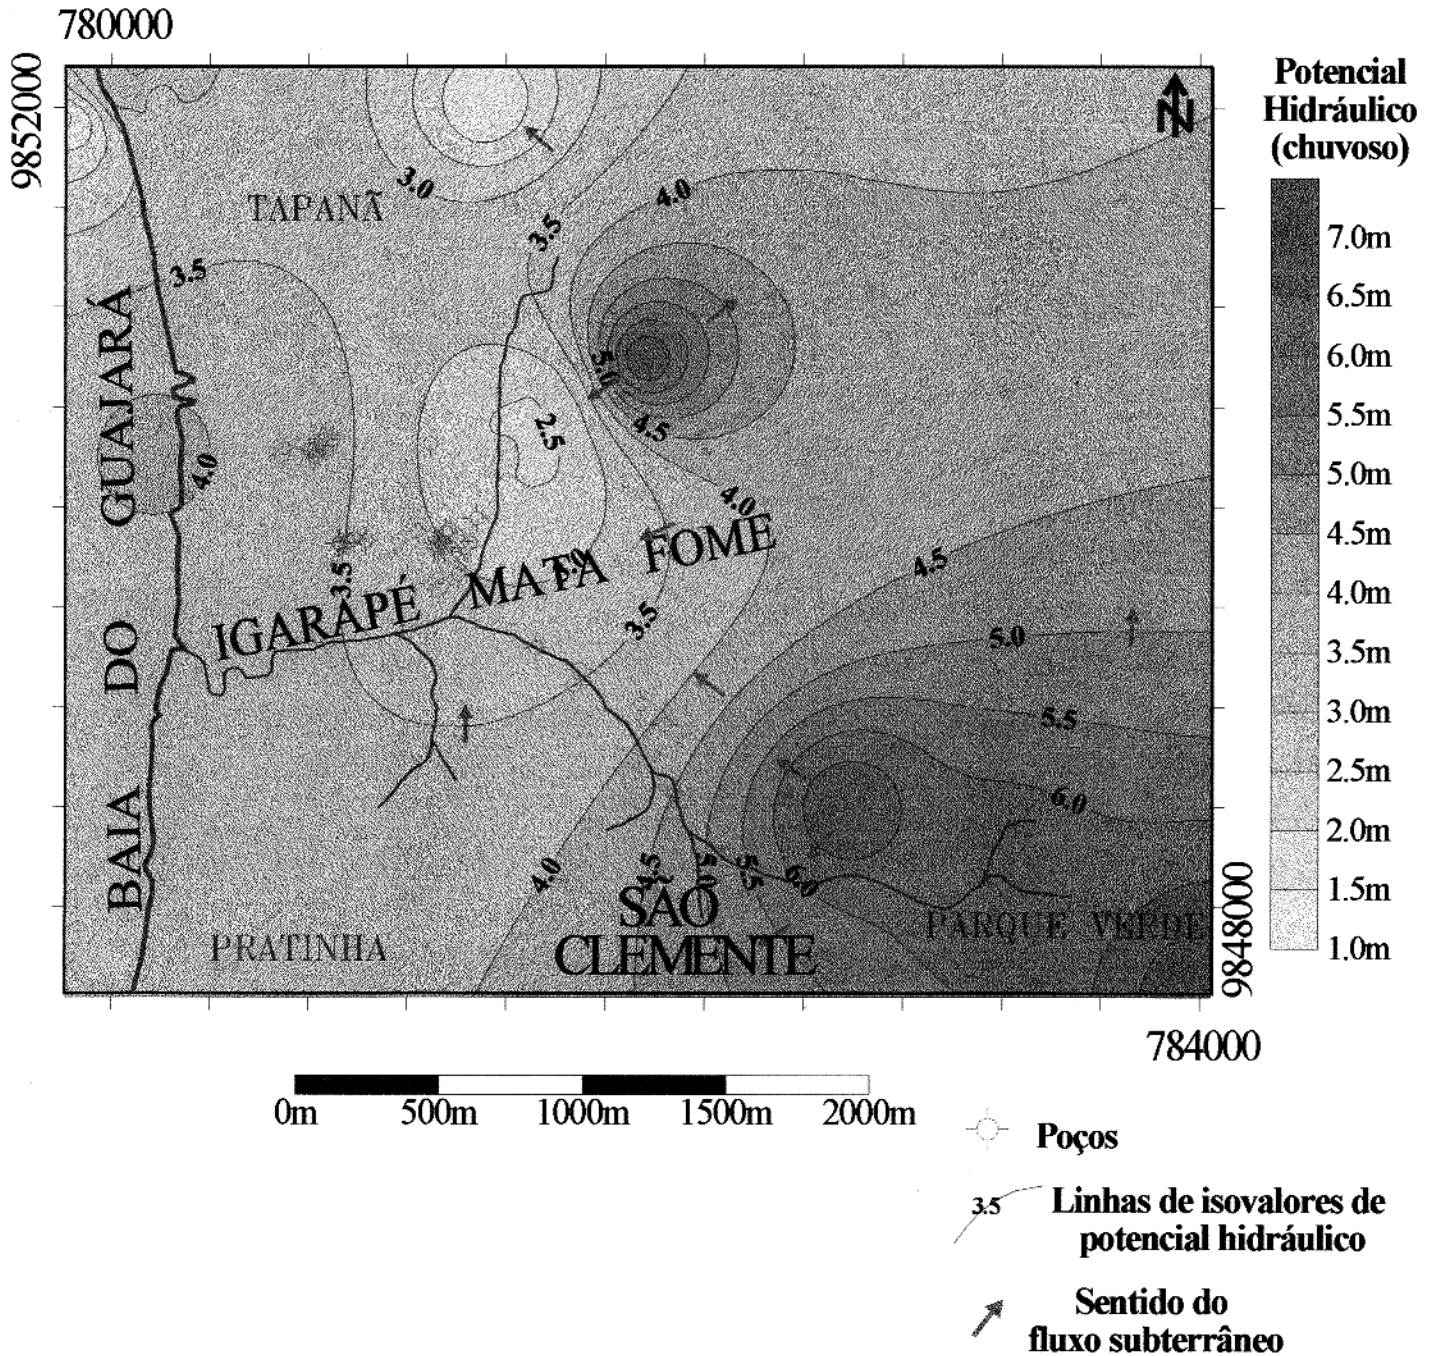 780000
9852000
Potencial
Hidráulico
(chuvoso)
N
3.0
4.0
TAPANÃ
3.5
3.5
7.0m
6.5m
6.0m
5.5m
5.0m
4.5m
4.0m
3.5m
3.0m
2.5m
2.0m
1.5m
1.0m
5.0
4.5
2.5
4.0
4.0
BAIA DO GUAJARÁ
IGARAPÉ MATA FOME
3.0
3.5
3.5
4.5
5.0
5.5
6.0
4.0
4.5
5.0
5.5
6.0
SÃO
CLEMENTE
PRATINHA
PARQUE VERDE
9848000
784000
0m 500m 1000m 1500m 2000m
Poços
3.5 Linhas de isovalores de
potencial hidráulico
Sentido do
fluxo subterrâneo